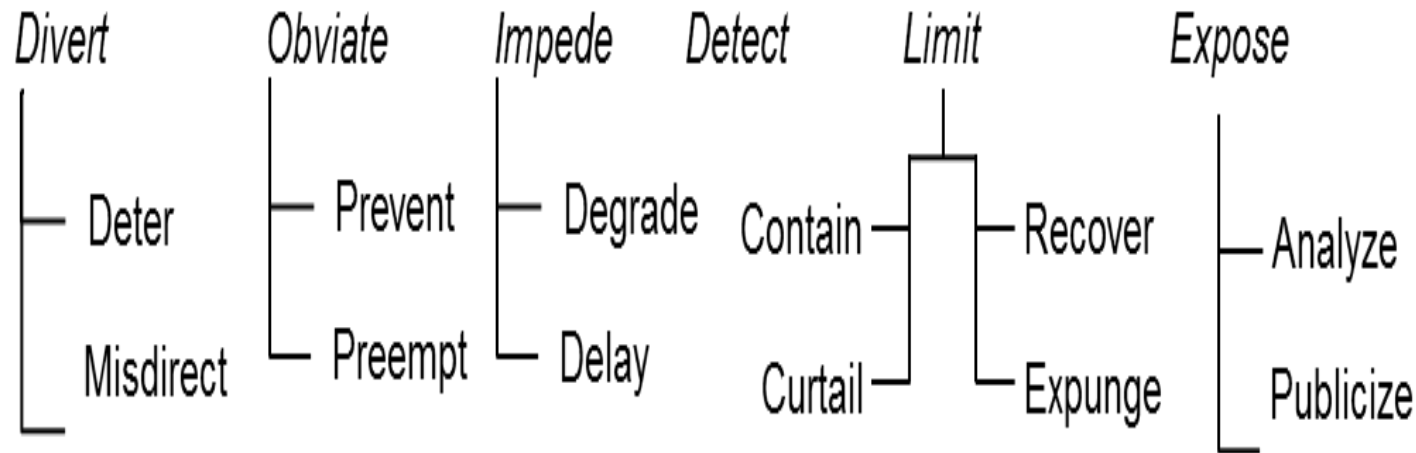 Divert Obviate Impede Detect Limit Expose
Deter Prevent Degrade Contain Recover Analyze
Misdirect Preempt Delay Curtail Expunge Publicize